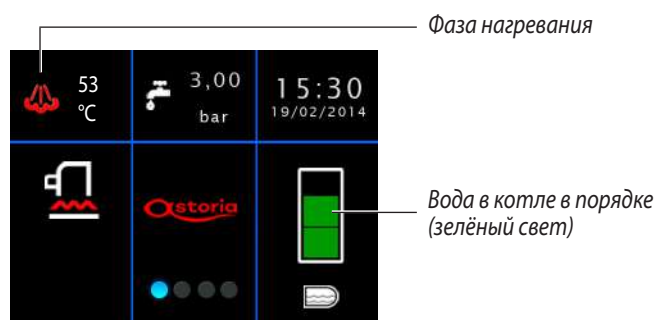 Фаза нагревания
53
°C
3,00
bar
15:30
19/02/2014
astoria
Вода в котле в порядке
(зелёный свет)